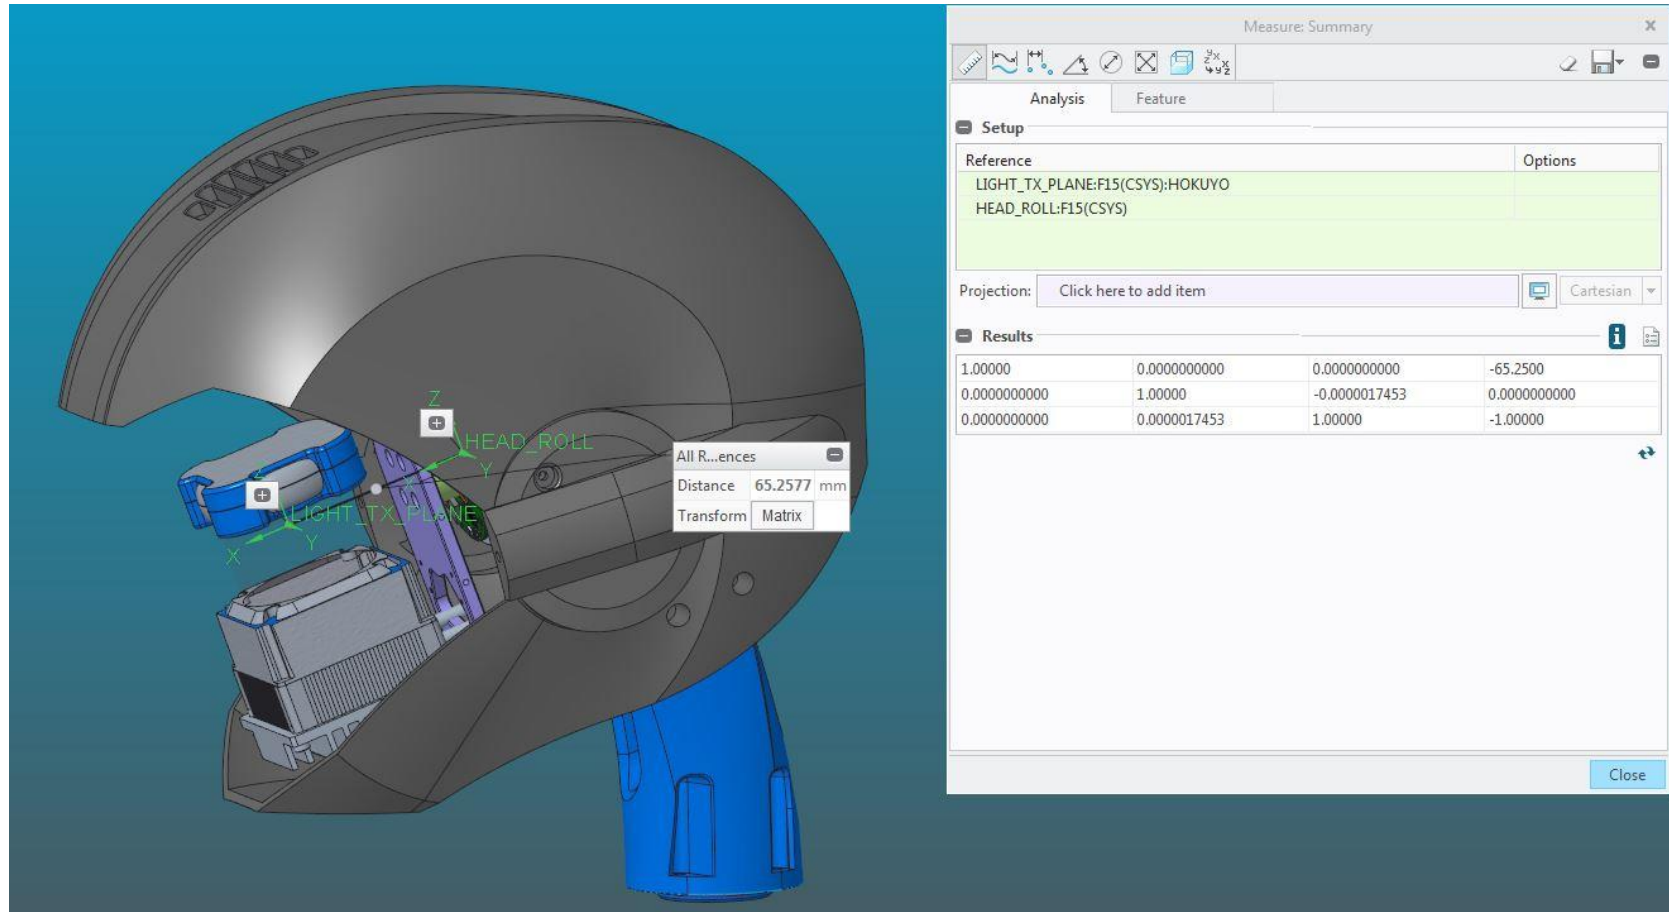 Measure: Summary
Analysis Feature
Setup
Reference Options
LIGHT_TX_PLANE:F15(CSYS):HOKUYO
HEAD_ROLL:F15(CSYS)
Projection: Click here to add item Cartesian
Results
1.00000 0.0000000000 0.0000000000 -65.2500
0.0000000000 1.00000 -0.0000017453 0.0000000000
0.0000000000 0.0000017453 1.00000 -1.00000
Close
Z
HEAD_ROLL
Y
X
Z
LIGHT_TX_PLANE
X
Y
All R...ences
Distance 65.2577 mm
Transform Matrix